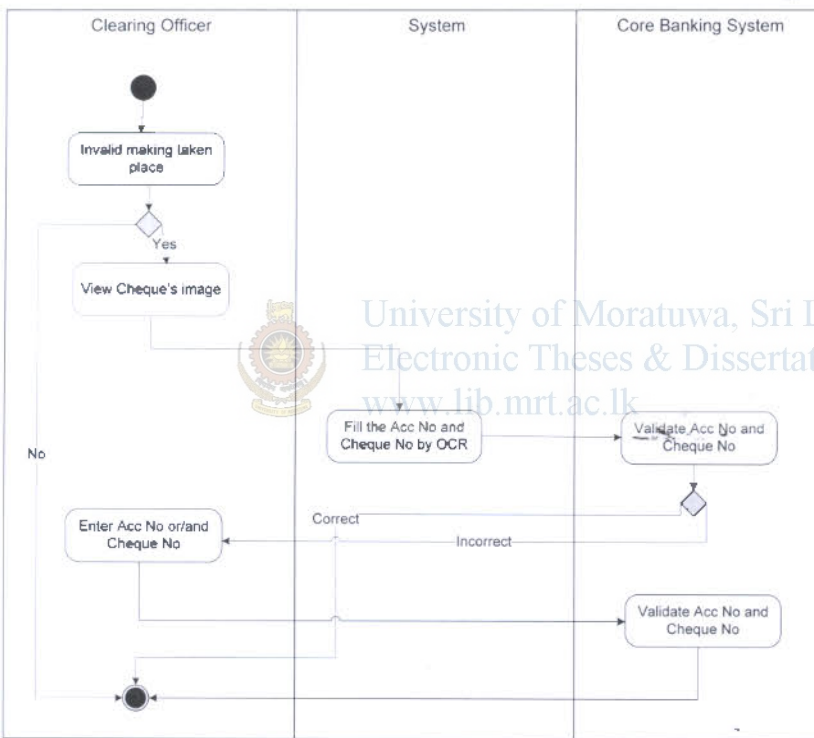 Clearing Officer
System
Core Banking System
Invalid making taken
place
Yes
View Cheque's image
University of Moratuwa, Sri L
Electronic Theses & Dissertat
www.lib.mrt.ac.lk
Fill the Acc No and
Cheque No by OCR
Validate Acc No and
Cheque No
No
Correct
Enter Acc No or/and
Cheque No
Incorrect
Validate Acc No and
Cheque No